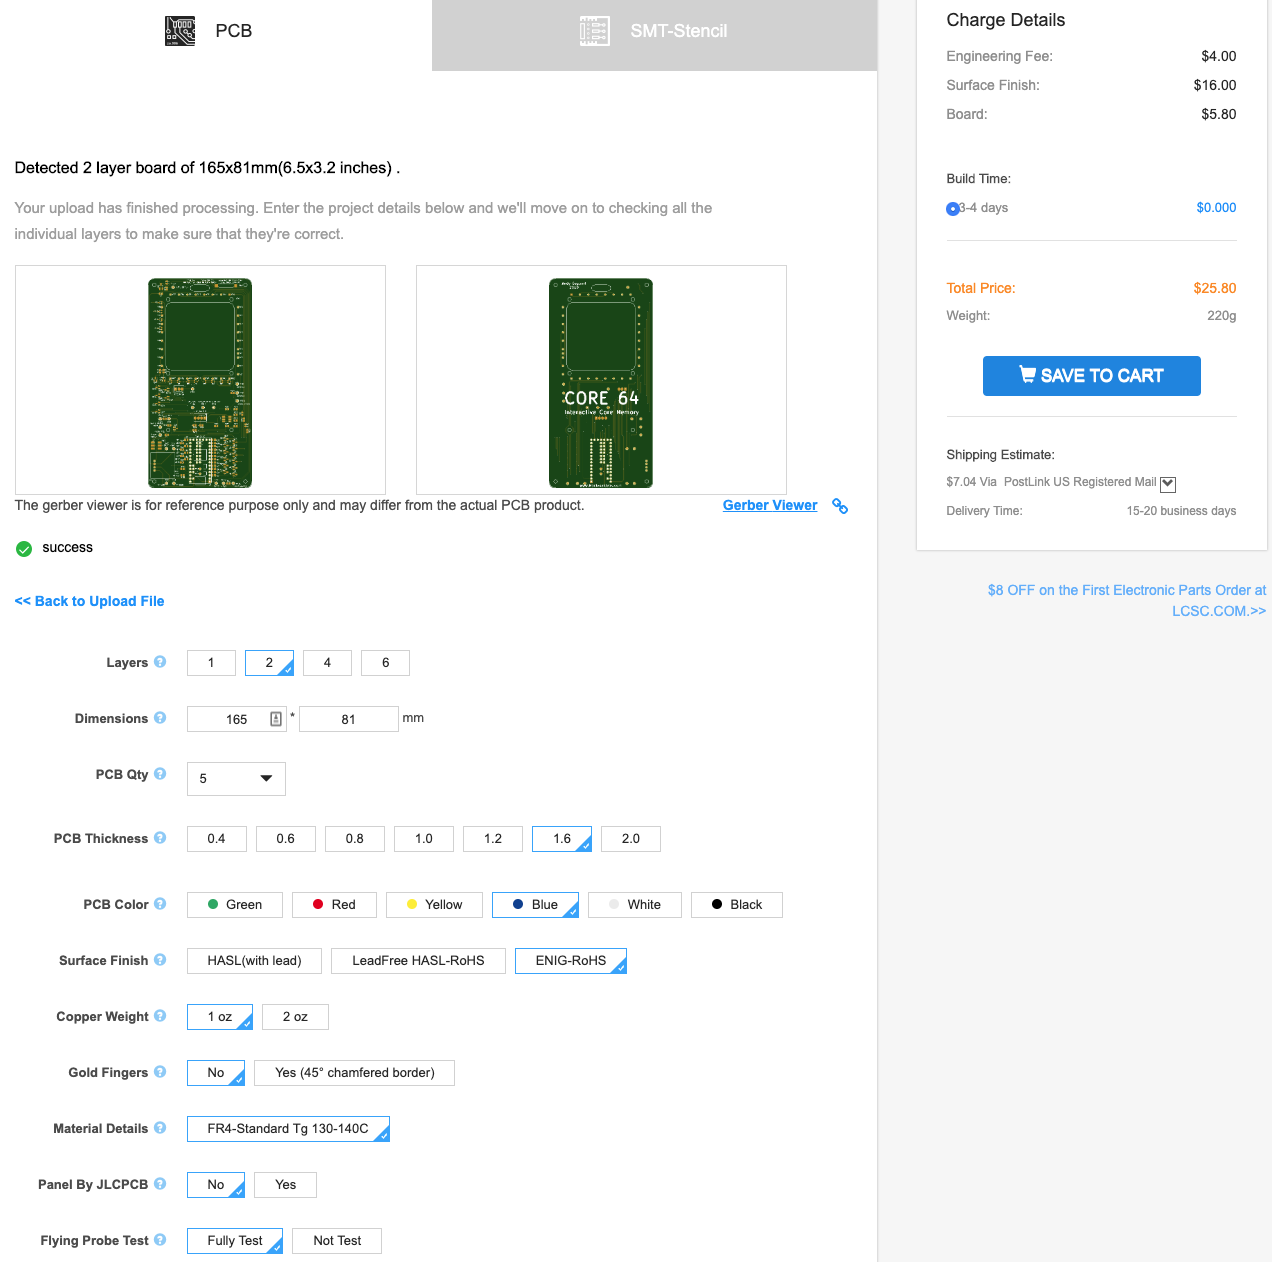 PCB
SMT-Stencil
Detected 2 layer board of 165x81mm(6.5x3.2 inches) .
Your upload has finished processing. Enter the project details below and we'll move on to checking all the
individual layers to make sure that they're correct.
CORE 64
Interactive Core Memory
The gerber viewer is for reference purpose only and may differ from the actual PCB product.
Gerber Viewer
success
<< Back to Upload File
Layers ? 1 2 4 6
Dimensions ? 165 * 81 mm
PCB Qty ? 5
PCB Thickness ? 0.4 0.6 0.8 1.0 1.2 1.6 2.0
PCB Color ? Green Red Yellow Blue White Black
Surface Finish ? HASL(with lead) LeadFree HASL-RoHS ENIG-RoHS
Copper Weight ? 1 oz 2 oz
Gold Fingers ? No Yes (45° chamfered border)
Material Details ? FR4-Standard Tg 130-140C
Panel By JLCPCB ? No Yes
Flying Probe Test ? Fully Test Not Test
Charge Details
Engineering Fee: $4.00
Surface Finish: $16.00
Board: $5.80
Build Time:
3-4 days $0.000
Total Price: $25.80
Weight: 220g
SAVE TO CART
Shipping Estimate:
$7.04 Via PostLink US Registered Mail
Delivery Time: 15-20 business days
$8 OFF on the First Electronic Parts Order at
LCSC.COM.>>